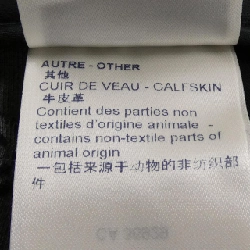 AUTRE - OTHER
其他
CUIR DE VEAU - CALFSKIN
牛皮革
Contient des parties non
textiles d'origine animale -
contains non-textile parts of
animal origin
一包括来源于动物的非纺织部
件